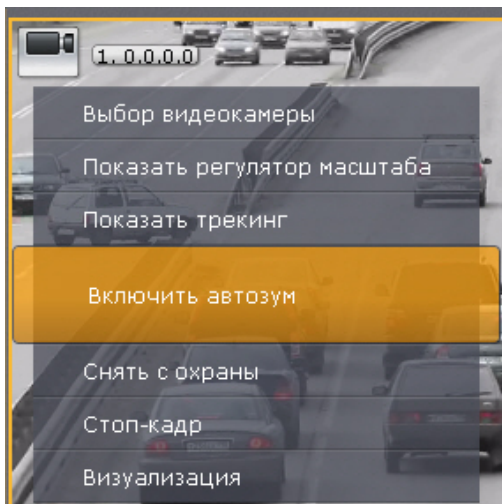 1. 0.0.0.0
Выбор видеокамеры
Показать регулятор масштаба
Показать трекинг
Включить автозум
Снять с охраны
Стоп-кадр
Визуализация